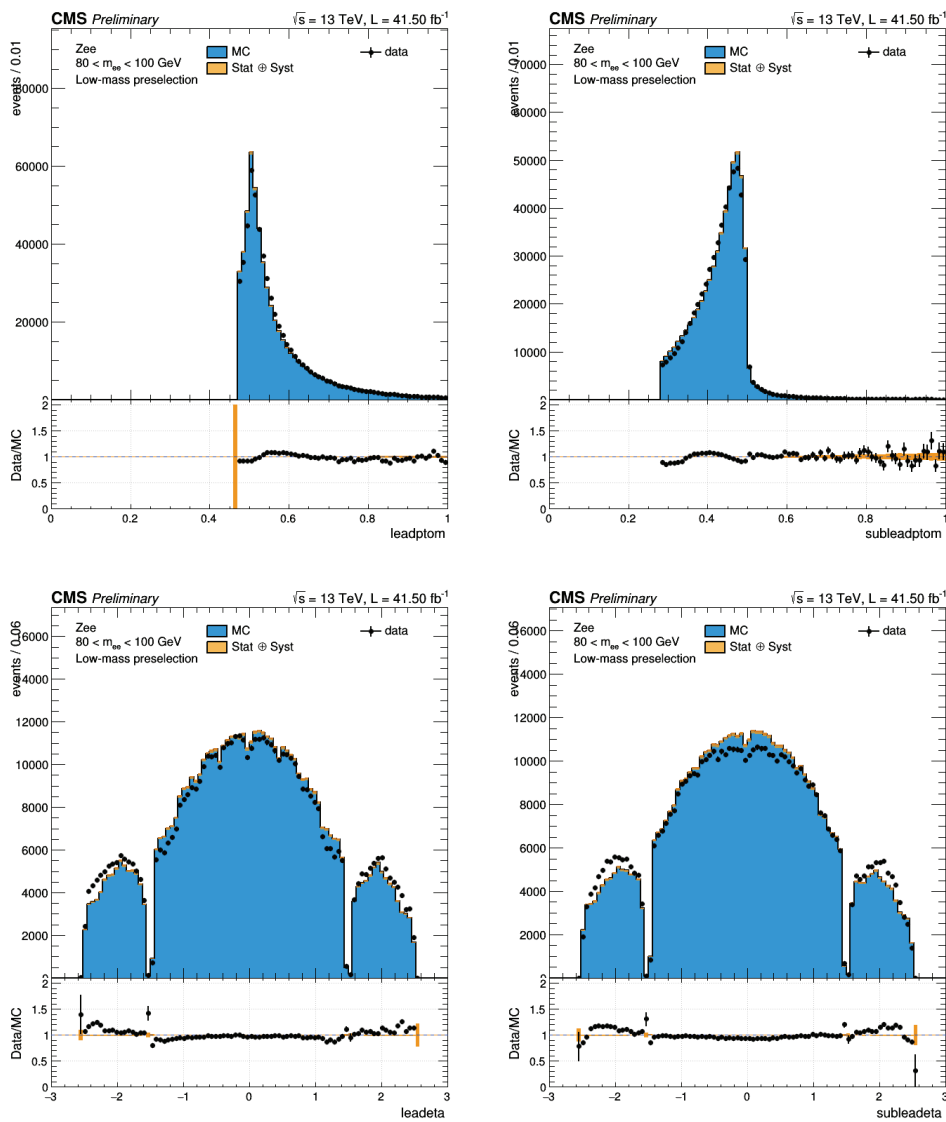 CMS Preliminary √s = 13 TeV, L = 41.50 fb⁻¹
Zee
80 < mee < 100 GeV
Low-mass preselection
MC
Stat ⊕ Syst
data
events / 0.01
80000
60000
40000
20000
Data/MC
2
1.5
1
0.5
0
0 0.2 0.4 0.6 0.8 1
leadptom
CMS Preliminary √s = 13 TeV, L = 41.50 fb⁻¹
Zee
80 < mee < 100 GeV
Low-mass preselection
MC
Stat ⊕ Syst
data
events / 0.01
70000
60000
50000
40000
30000
20000
10000
Data/MC
2
1.5
1
0.5
0
0 0.2 0.4 0.6 0.8 1
subleadptom
CMS Preliminary √s = 13 TeV, L = 41.50 fb⁻¹
Zee
80 < mee < 100 GeV
Low-mass preselection
MC
Stat ⊕ Syst
data
events / 0.06
16000
14000
12000
10000
8000
6000
4000
2000
Data/MC
2
1.5
1
0.5
0
−3 −2 −1 0 1 2 3
leadeta
CMS Preliminary √s = 13 TeV, L = 41.50 fb⁻¹
Zee
80 < mee < 100 GeV
Low-mass preselection
MC
Stat ⊕ Syst
data
events / 0.06
16000
14000
12000
10000
8000
6000
4000
2000
Data/MC
2
1.5
1
0.5
0
−3 −2 −1 0 1 2 3
subleadeta